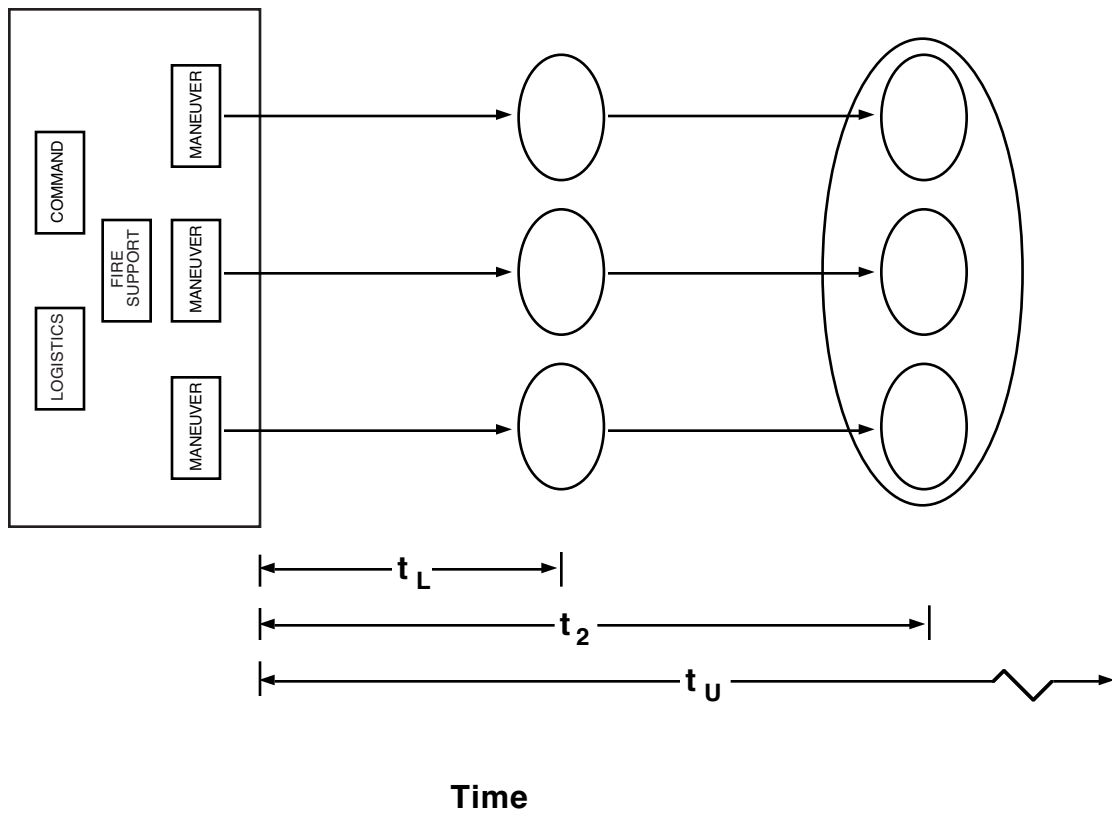 MANEUVER
COMMAND
FIRE
SUPPORT
MANEUVER
LOGISTICS
MANEUVER
t L
t 2
t U
Time